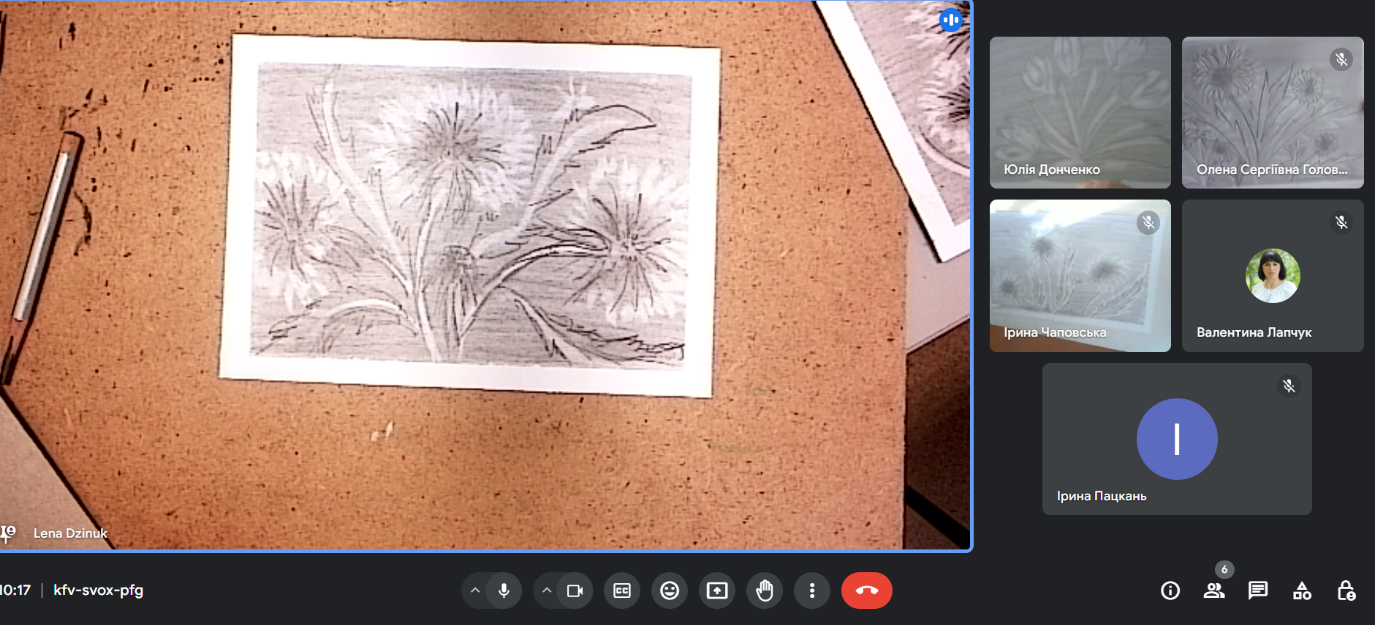 Юлія Донченко
Олена Сергіївна Голов...
Ірина Чаповська
Валентина Лапчук
І
Ірина Пацкань
Lena Dzinuk
10:17 | kfv-svox-pfg
CC
6